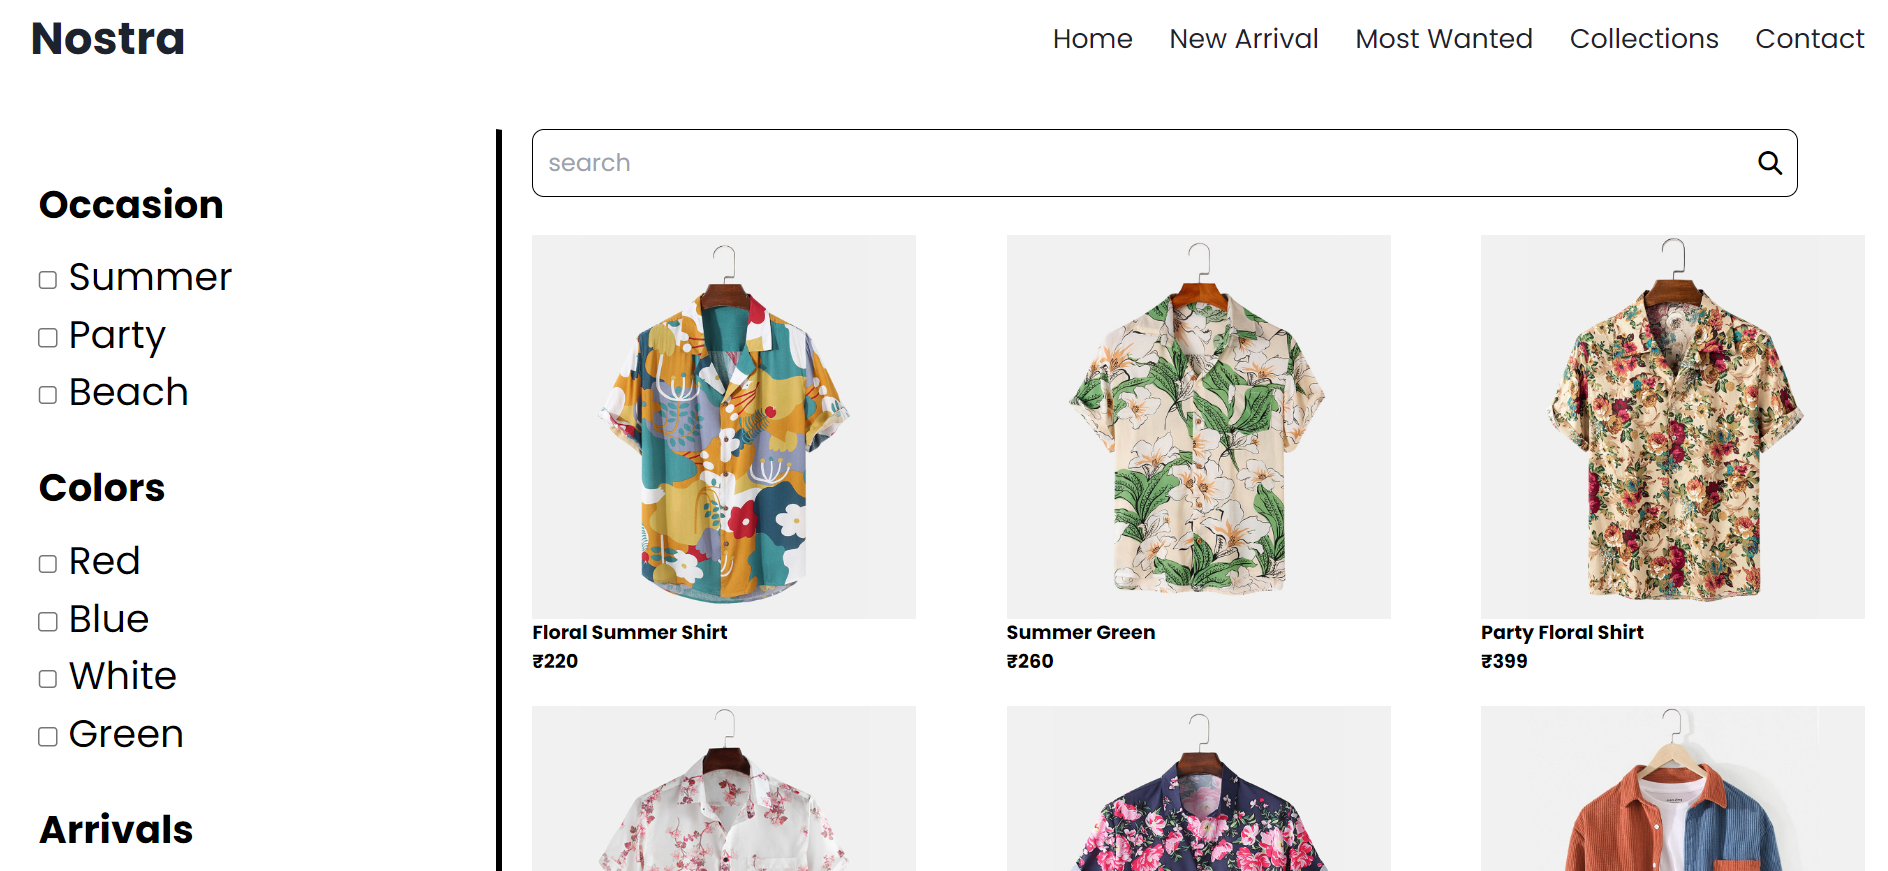 Nostra
Home New Arrival Most Wanted Collections Contact
Occasion
Summer
Party
Beach
Colors
Red
Blue
White
Green
Arrivals
search
Floral Summer Shirt
₹220
Summer Green
₹260
Party Floral Shirt
₹399